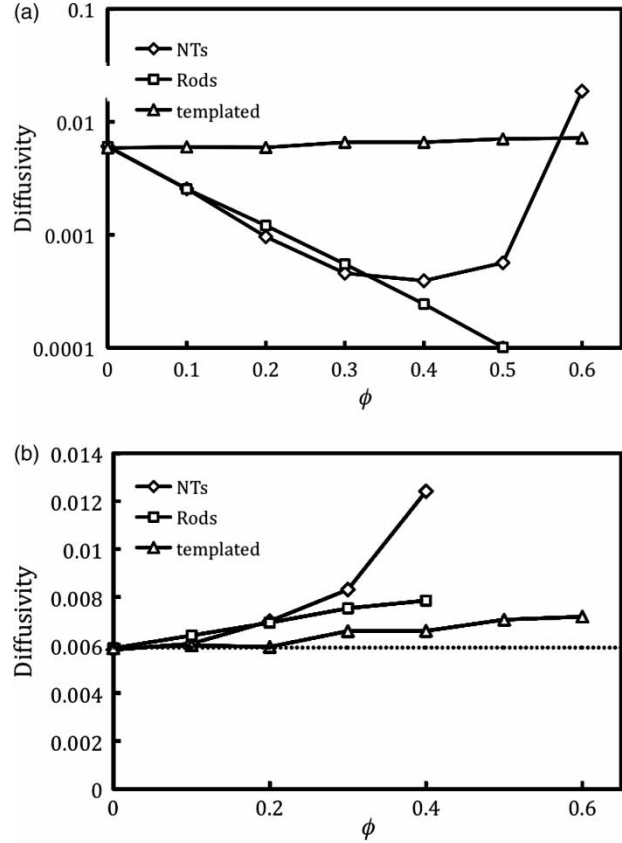 (a)
0.1
NTs
Rods
templated
0.01
Diffusivity
0.001
0.0001
0 0.1 0.2 0.3 0.4 0.5 0.6
ϕ
(b)
0.014
NTs
0.012
Rods
0.01
templated
0.008
Diffusivity
0.006
0.004
0.002
0
0 0.2 0.4 0.6
ϕ